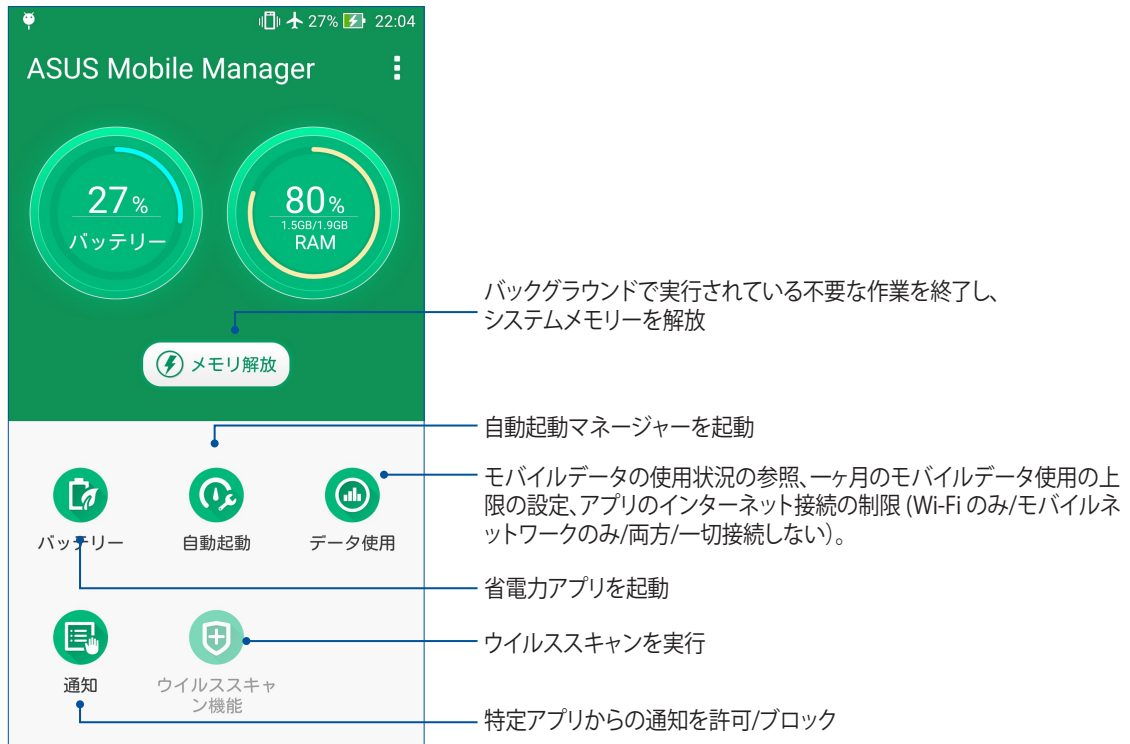 27% 22:04
ASUS Mobile Manager
27%
バッテリー
80%
1.5GB/1.9GB
RAM
メモリ解放
バックグラウンドで実行されている不要な作業を終了し、
システムメモリーを解放
自動起動マネージャーを起動
モバイルデータの使用状況の参照、一ヶ月のモバイルデータ使用の上
限の設定、アプリのインターネット接続の制限 (Wi-Fi のみ/モバイルネ
ットワークのみ/両方/一切接続しない)。
バッテリー
自動起動
データ使用
省電力アプリを起動
ウイルススキャンを実行
通知
ウイルススキャ
ン機能
特定アプリからの通知を許可/ブロック